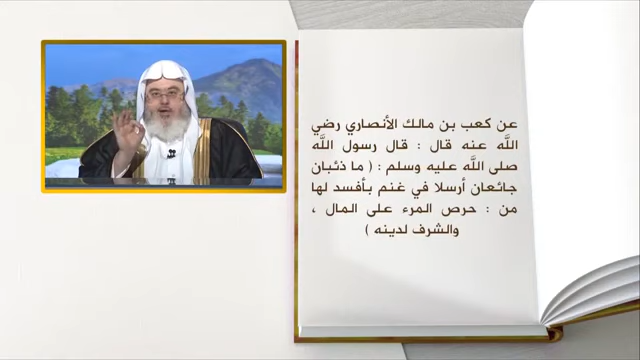 عن كعب بن مالك الأنصاري رضي
الله عنه قال : قال رسول الله
صلى الله عليه وسلم : ( ما ذئبان
جائعان أرسلا في غنم بأفسد لها
من : حرص المرء على المال ،
والشرف لدينه )